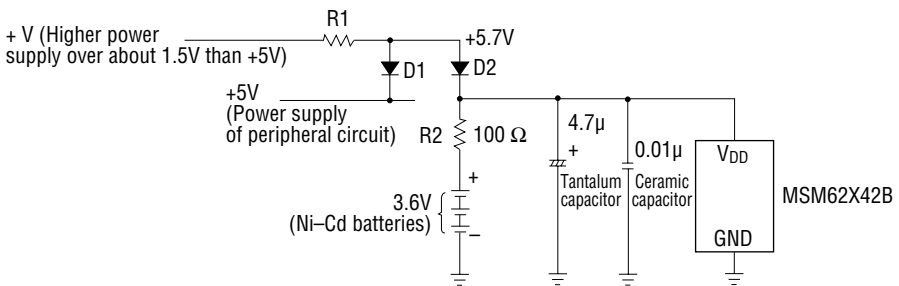 R1
+ V (Higher power
supply over about 1.5V than +5V)
+5.7V
D1
D2
+5V
(Power supply
of peripheral circuit)
R2
100 Ω
4.7μ
+
Tantalum
capacitor
0.01μ
Ceramic
capacitor
VDD
GND
MSM62X42B
+
3.6V
(Ni–Cd batteries)
–